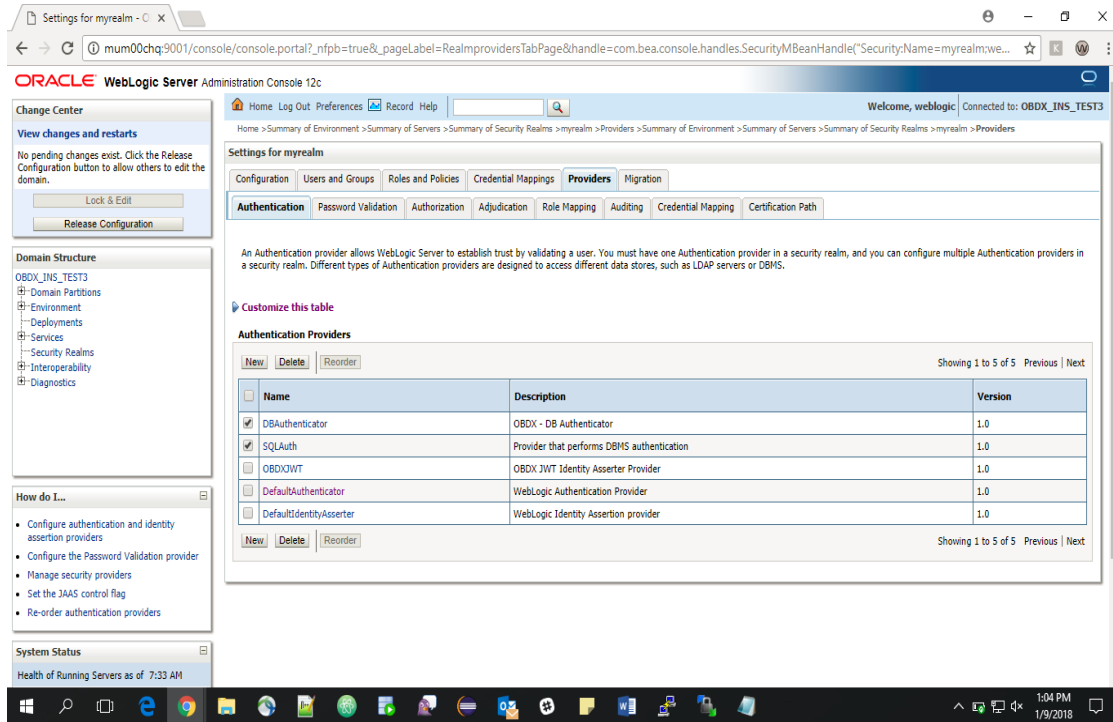 Settings for myrealm - O
mum00chq:9001/console/console.portal?_nfpb=true&_pageLabel=RealmprovidersTabPage&handle=com.bea.console.handles.SecurityMBeanHandle("Security:Name=myrealm;we...
ORACLE WebLogic Server Administration Console 12c
Change Center
View changes and restarts
No pending changes exist. Click the Release
Configuration button to allow others to edit the
domain.
Lock & Edit
Release Configuration
Domain Structure
OBDX_INS_TEST3
Domain Partitions
Environment
Deployments
Services
Security Realms
Interoperability
Diagnostics
How do I...
Configure authentication and identity
assertion providers
Configure the Password Validation provider
Manage security providers
Set the JAAS control flag
Re-order authentication providers
System Status
Health of Running Servers as of 7:33 AM
Home Log Out Preferences Record Help
Welcome, weblogic Connected to: OBDX_INS_TEST3
Home >Summary of Environment >Summary of Servers >Summary of Security Realms >myrealm >Providers >Summary of Environment >Summary of Servers >Summary of Security Realms >myrealm >Providers
Settings for myrealm
Configuration Users and Groups Roles and Policies Credential Mappings Providers Migration
Authentication Password Validation Authorization Adjudication Role Mapping Auditing Credential Mapping Certification Path
An Authentication provider allows WebLogic Server to establish trust by validating a user. You must have one Authentication provider in a security realm, and you can configure multiple Authentication providers in
a security realm. Different types of Authentication providers are designed to access different data stores, such as LDAP servers or DBMS.
Customize this table
Authentication Providers
New Delete Reorder Showing 1 to 5 of 5 Previous | Next
Name Description Version
DBAuthenticator OBDX - DB Authenticator 1.0
SQLAuth Provider that performs DBMS authentication 1.0
OBDXJWT OBDX JWT Identity Asserter Provider 1.0
DefaultAuthenticator WebLogic Authentication Provider 1.0
DefaultIdentityAsserter WebLogic Identity Assertion provider 1.0
New Delete Reorder Showing 1 to 5 of 5 Previous | Next
1:04 PM
1/9/2018